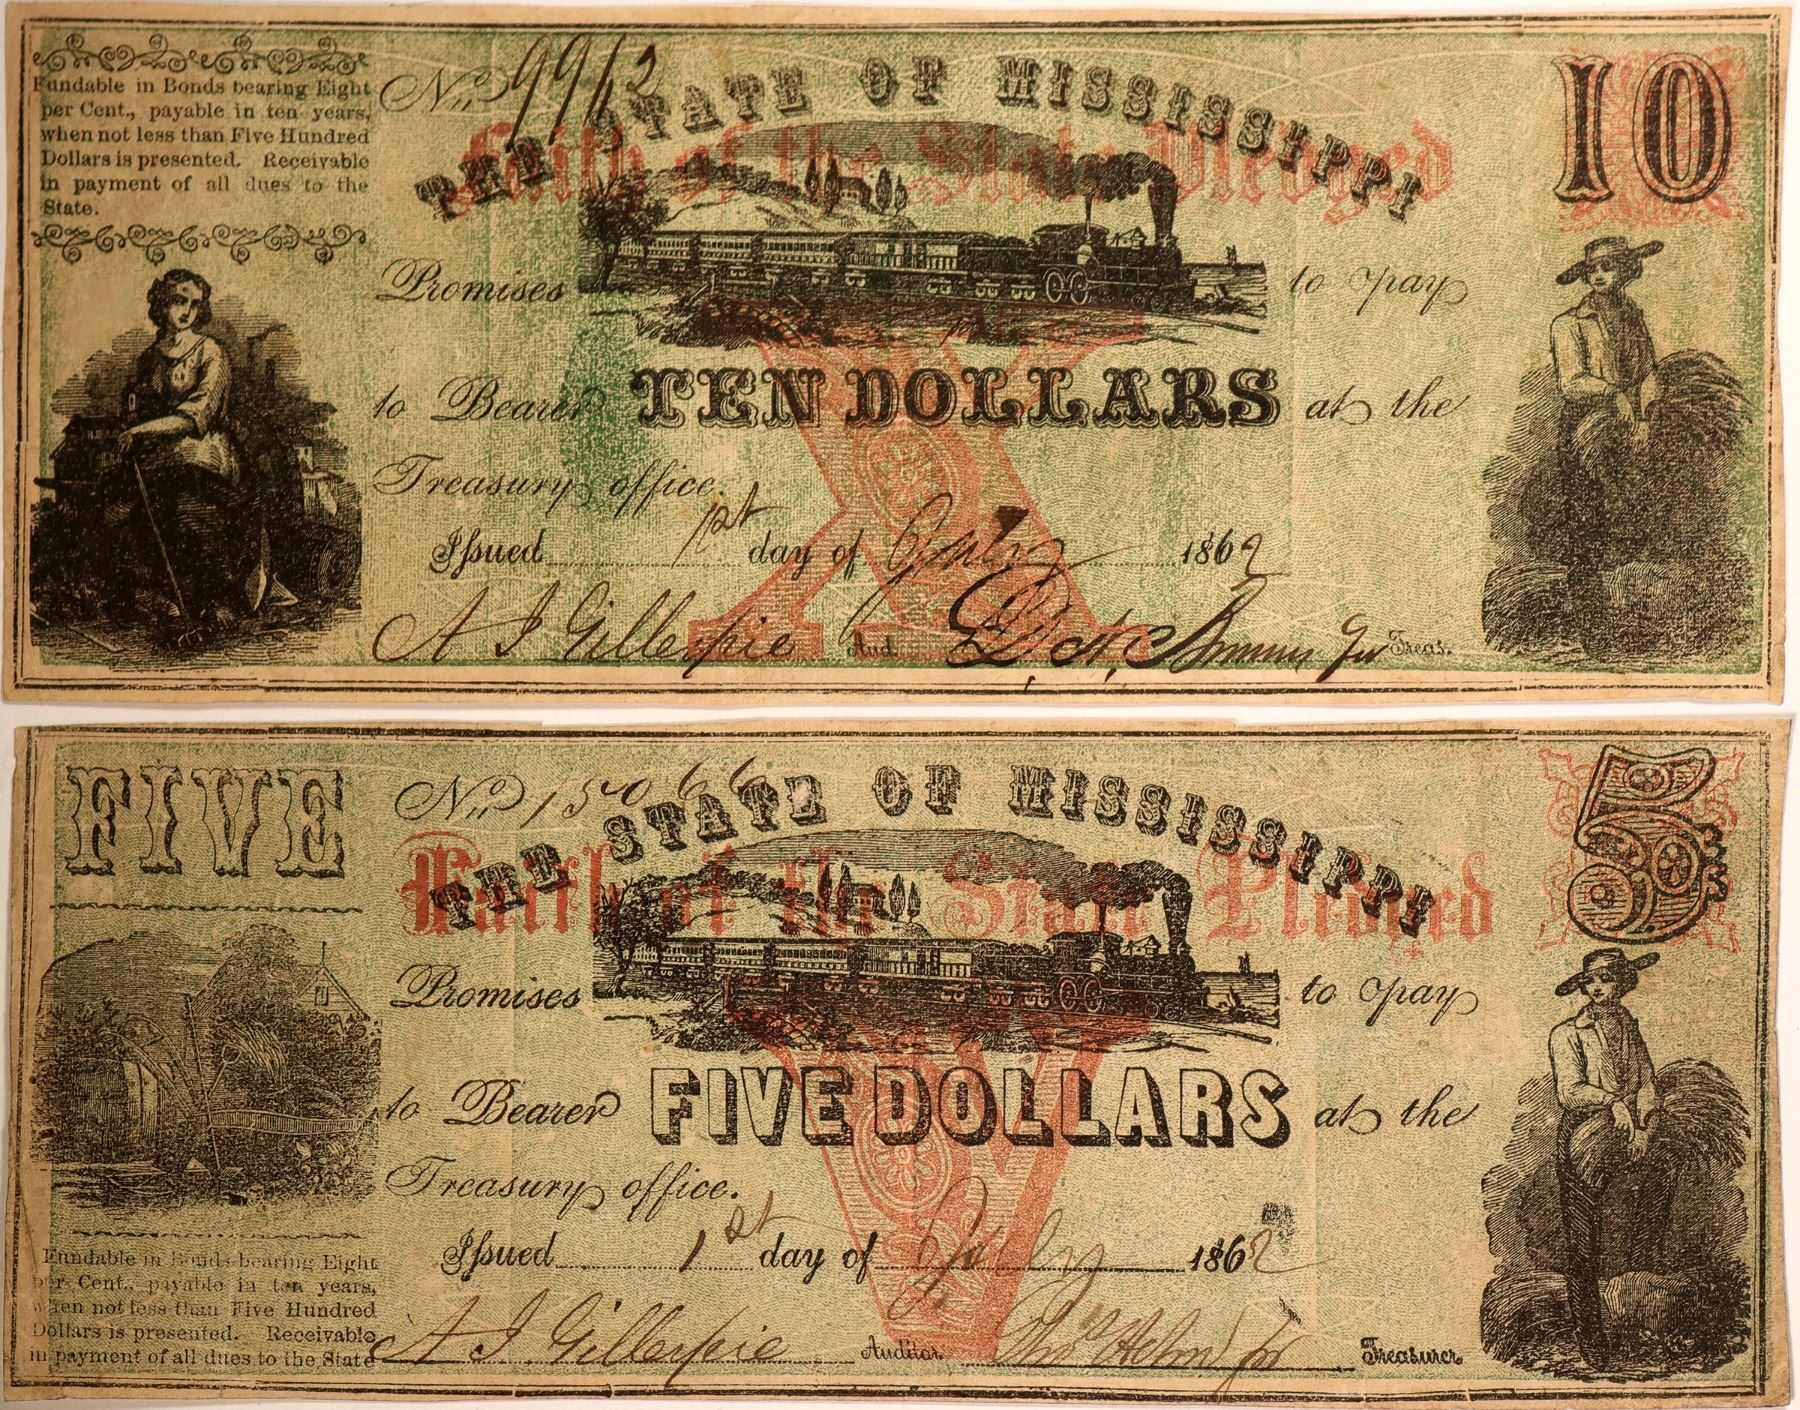 Fundable in Bonds bearing Eight
per Cent., payable in ten years,
when not less than Five Hundred
Dollars is presented. Receivable
in payment of all dues to the
State.
No 9962
THE STATE OF MISSISSIPPI
Faith of the State Pledged
10
Promises to pay
to Bearer TEN DOLLARS at the
Treasury office.
X
Issued 1st day of 1862
A J Gillespie Aud. Treas.
FIVE
No 15066
THE STATE OF MISSISSIPPI
Faith of the State Pledged
5
Promises to pay
to Bearer FIVE DOLLARS at the
Treasury office.
V
Issued 1st day of July 1862
Fundable in Bonds bearing Eight
per Cent., payable in ten years,
when not less than Five Hundred
Dollars is presented. Receivable
in payment of all dues to the State
A J Gillespie Auditor. Treasurer